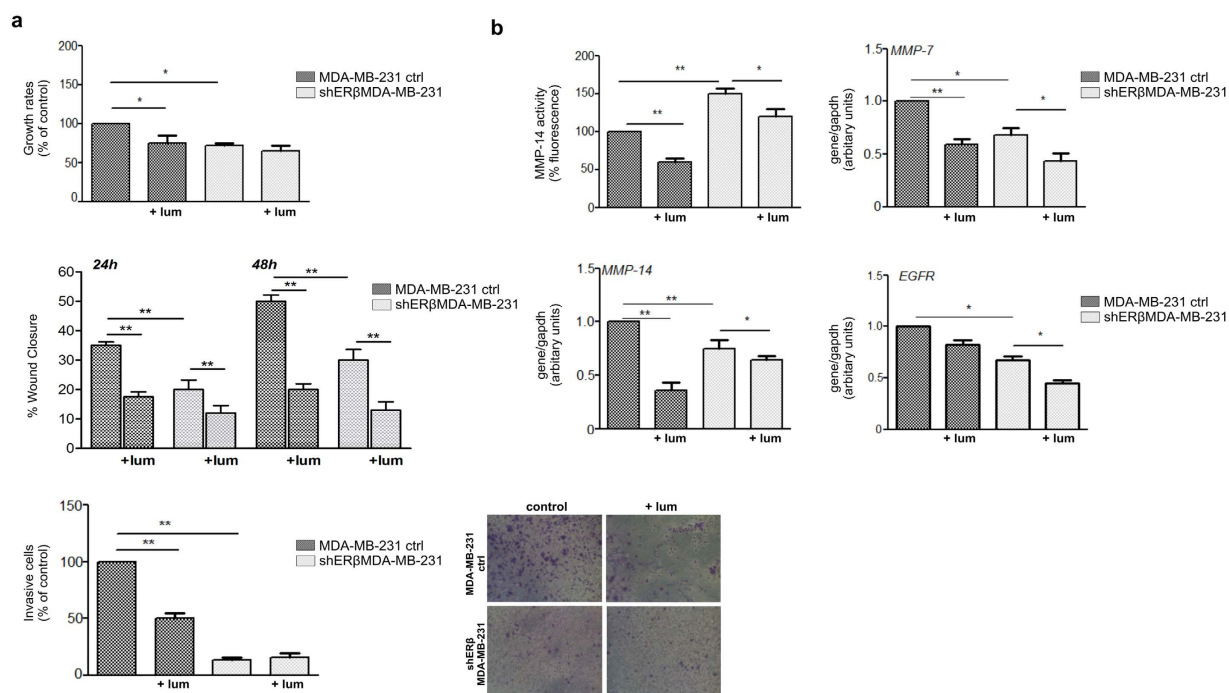 a
200
150
100
50
0
Growth rates
(% of control)
*
*
+ lum
+ lum
MDA-MB-231 ctrl
shERβMDA-MB-231
24h
48h
60
50
40
30
20
10
0
% Wound Closure
**
**
**
**
**
**
+lum
+lum
+lum
+lum
MDA-MB-231 ctrl
shERβMDA-MB-231
150
100
50
0
Invasive cells
(% of control)
**
**
+ lum
+ lum
MDA-MB-231 ctrl
shERβMDA-MB-231
b
200
150
100
50
0
MMP-14 activity
(% fluorescence)
**
*
**
+ lum
+ lum
MDA-MB-231 ctrl
shERβMDA-MB-231
MMP-7
1.5
1.0
0.5
0
gene/gapdh
(arbitary units)
*
**
*
+ lum
+ lum
MMP-14
1.5
1.0
0.5
0
gene/gapdh
(arbitary units)
**
**
*
+ lum
+ lum
EGFR
1.5
1.0
0.5
0
gene/gapdh
(arbitary units)
*
*
+ lum
+ lum
MDA-MB-231 ctrl
shERβMDA-MB-231
control
+ lum
MDA-MB-231
ctrl
shERβ
MDA-MB-231